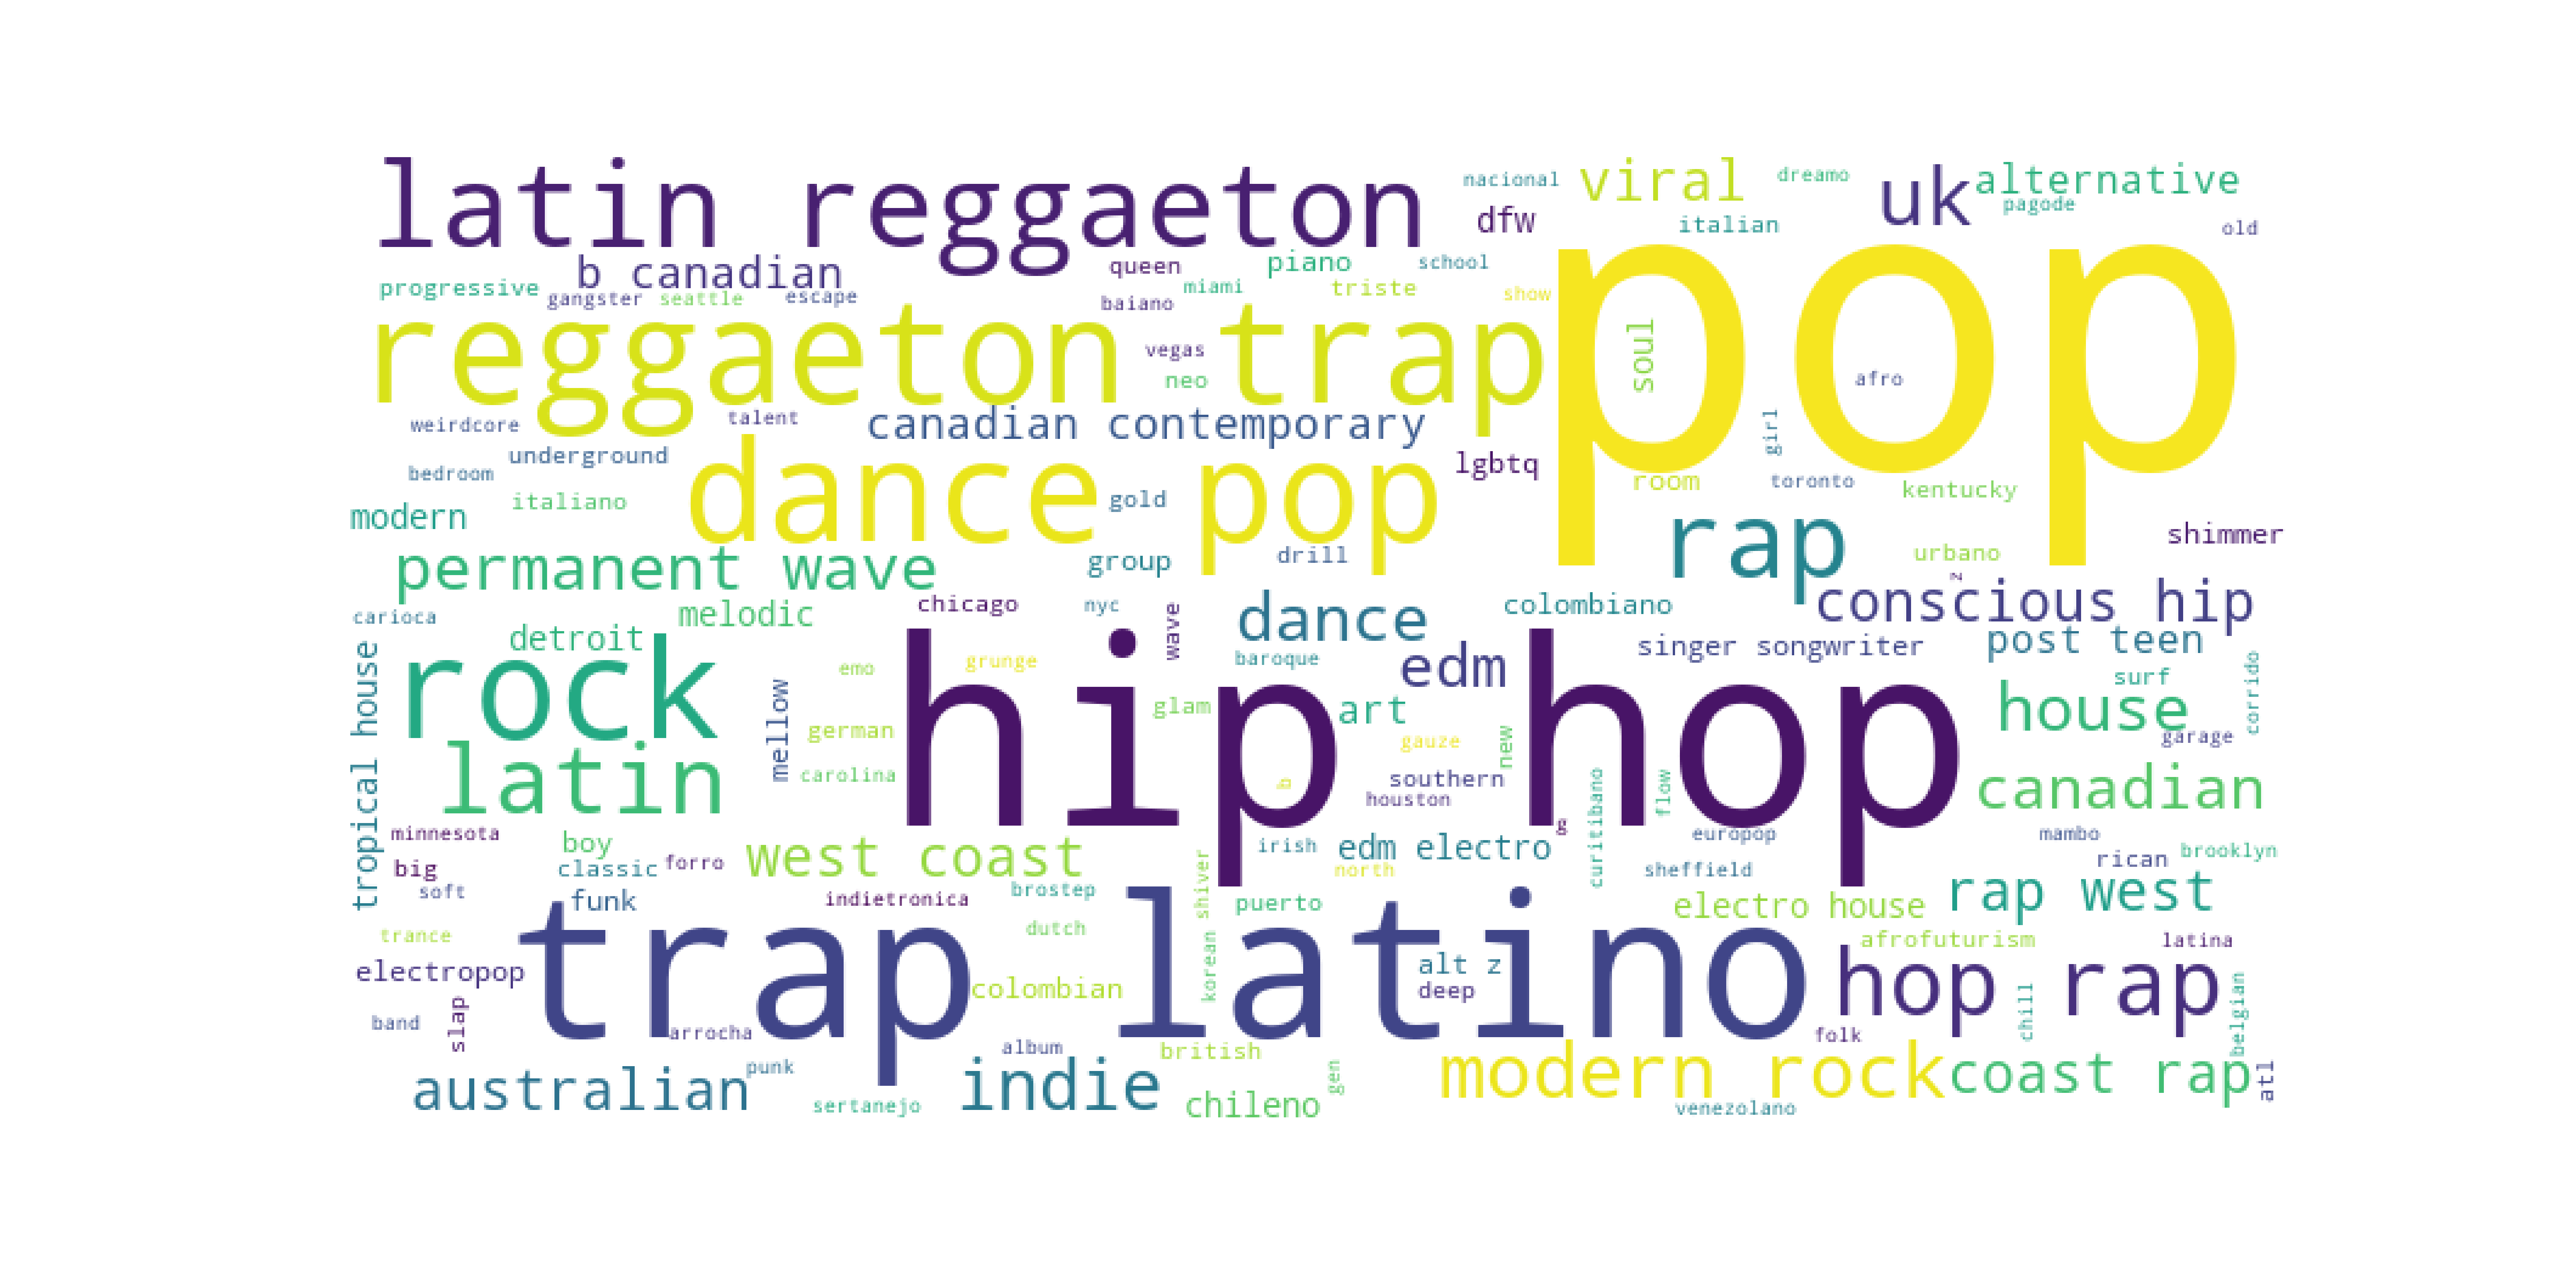 latin reggaeton
nacional
viral
dreamo
uk
alternative
pagode
dfw
italian
old
b canadian
queen
piano
school
progressive
gangster
seattle
escape
baiano
miami
triste
show
pop
reggaeton trap
vegas
neo
soul
afro
weirdcore
talent
canadian contemporary
girl
underground
bedroom
dance pop
lgbtq
room
toronto
kentucky
modern
italiano
gold
rap
shimmer
permanent wave
group
drill
urbano
z
conscious hip
carioca
melodic
chicago
nyc
wave
dance
colombiano
detroit
post teen
tropical house
rock
emo
grunge
hip hop
baroque
edm
singer songwriter
surf
corrido
mellow
german
glam
art
gauze
new
house
garage
latin
carolina
b
southern
houston
flow
curitibano
canadian
minnesota
boy
g
europop
mambo
big
classic
forro
west coast
irish
edm electro
rican
brooklyn
soft
funk
indietronica
brostep
shiver
puerto
north
sheffield
electro house
rap west
trance
trap latino
dutch
korean
afrofuturism
latina
electropop
colombian
alt z
deep
hop rap
belgian
chill
band
slap
arrocha
folk
album
british
australian
punk
indie
gen
modern rock
coast rap
atl
sertanejo
chileno
venezolano